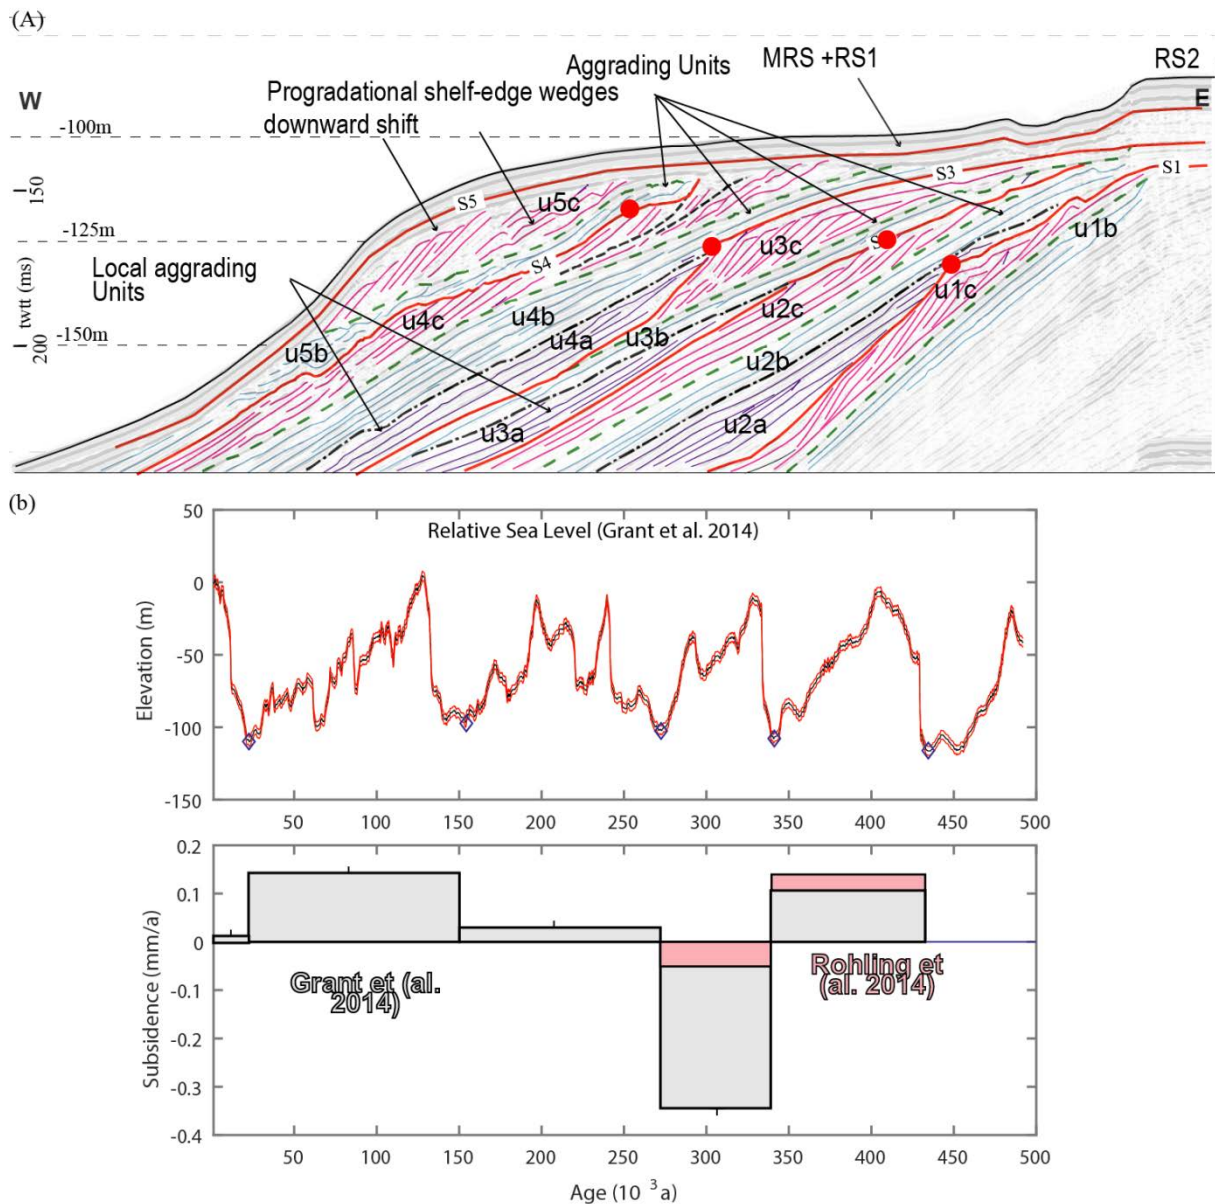 (A)
RS2
MRS +RS1
Aggrading Units
W
E
Progradational shelf-edge wedges
downward shift
-100m
S1
S3
150
S5
u5c
u1b
-125m
u3c
S
Local aggrading
Units
S4
u1c
twtt (ms)
u4c
u4b
u2c
200
-150m
u5b
u4a
u3b
u2b
u3a
u2a
(b)
50
Relative Sea Level (Grant et al. 2014)
0
Elevation (m)
-50
-100
-150
50 100 150 200 250 300 350 400 450 500
0.2
0.1
0
Grant et (al.
2014)
Rohling et
(al. 2014)
Subsidence (mm/a)
-0.1
-0.2
-0.3
-0.4
50 100 150 200 250 300 350 400 450 500
Age (10 ³ a)